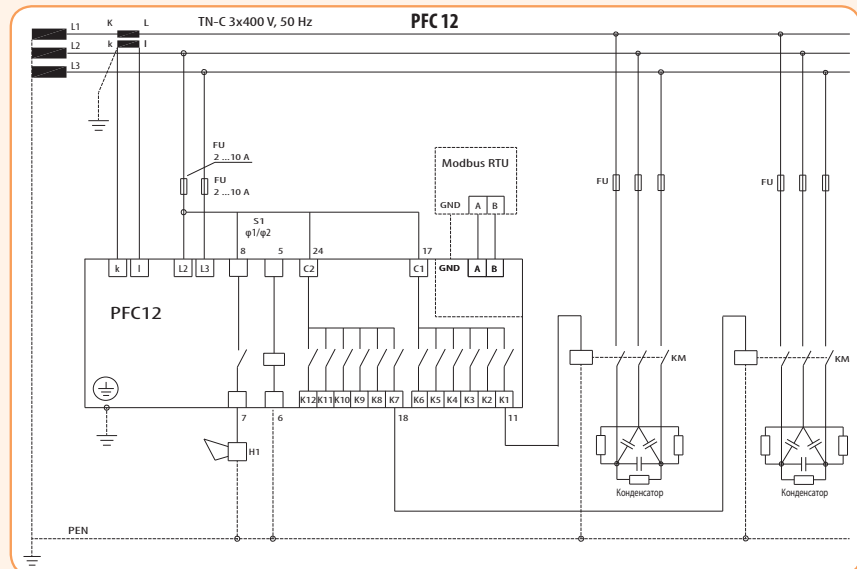 PFC 12
TN-C 3x400 V, 50 Hz
L1
K
L
L2
k
l
L3
FU
2 ...10 A
FU
2 ...10 A
Modbus RTU
GND
A
B
FU
FU
S1
φ1/φ2
8
5
24
17
k
l
L2
L3
C2
C1
GND
A
B
PFC12
KM
KM
K12
K11
K10
K9
K8
K7
K6
K5
K4
K3
K2
K1
7
6
18
11
H1
Конденсатор
Конденсатор
PEN